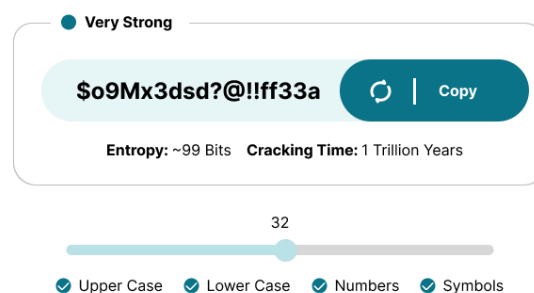 Very Strong
$o9Mx3dsd?@!!ff33a Copy
Entropy: ~99 Bits Cracking Time: 1 Trillion Years
32
Upper Case Lower Case Numbers Symbols